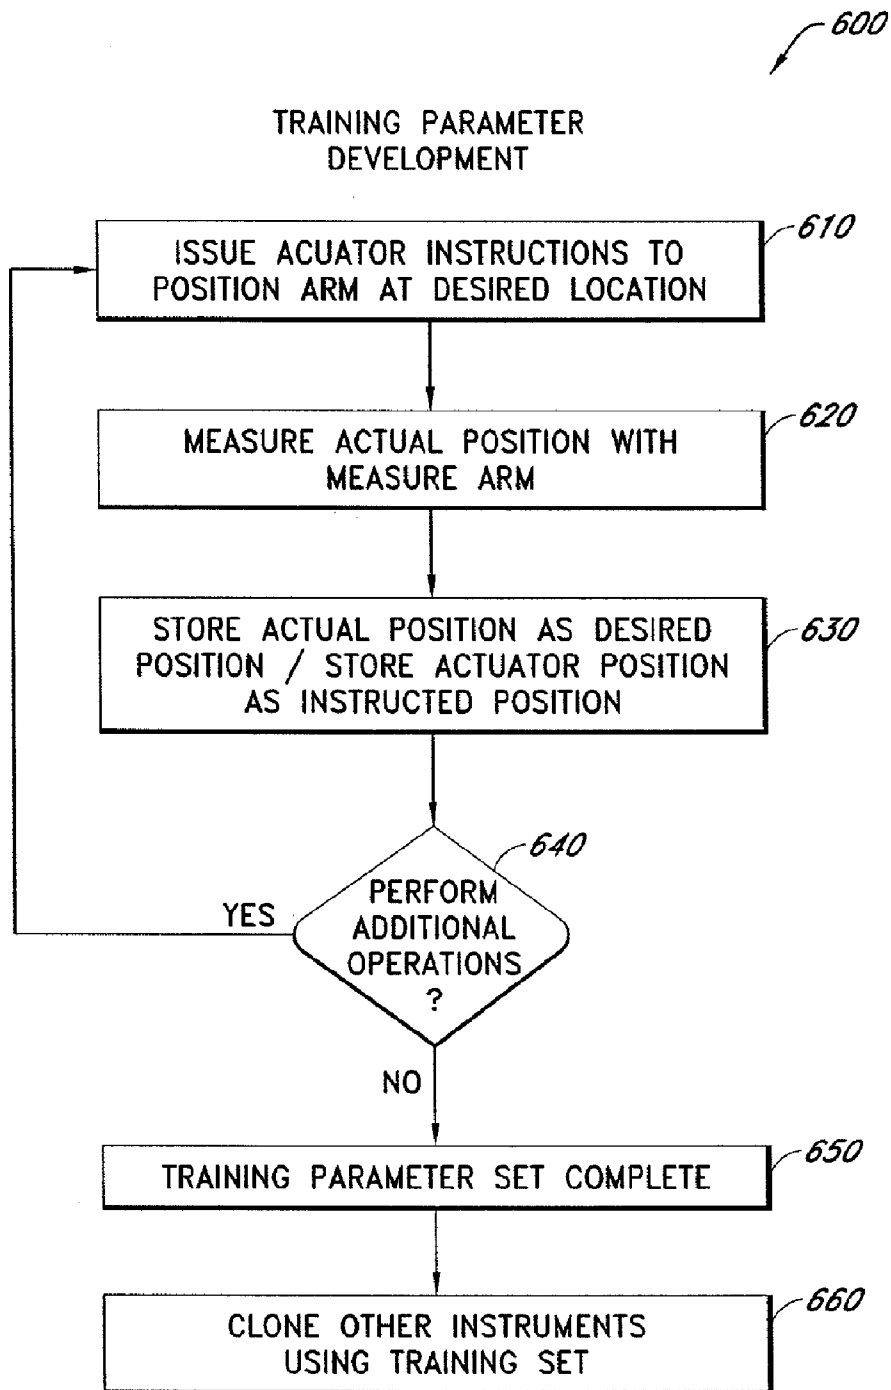 600
TRAINING PARAMETER
DEVELOPMENT
610
ISSUE ACUATOR INSTRUCTIONS TO
POSITION ARM AT DESIRED LOCATION
620
MEASURE ACTUAL POSITION WITH
MEASURE ARM
630
STORE ACTUAL POSITION AS DESIRED
POSITION / STORE ACTUATOR POSITION
AS INSTRUCTED POSITION
640
PERFORM
ADDITIONAL
OPERATIONS
?
YES
NO
650
TRAINING PARAMETER SET COMPLETE
660
CLONE OTHER INSTRUMENTS
USING TRAINING SET